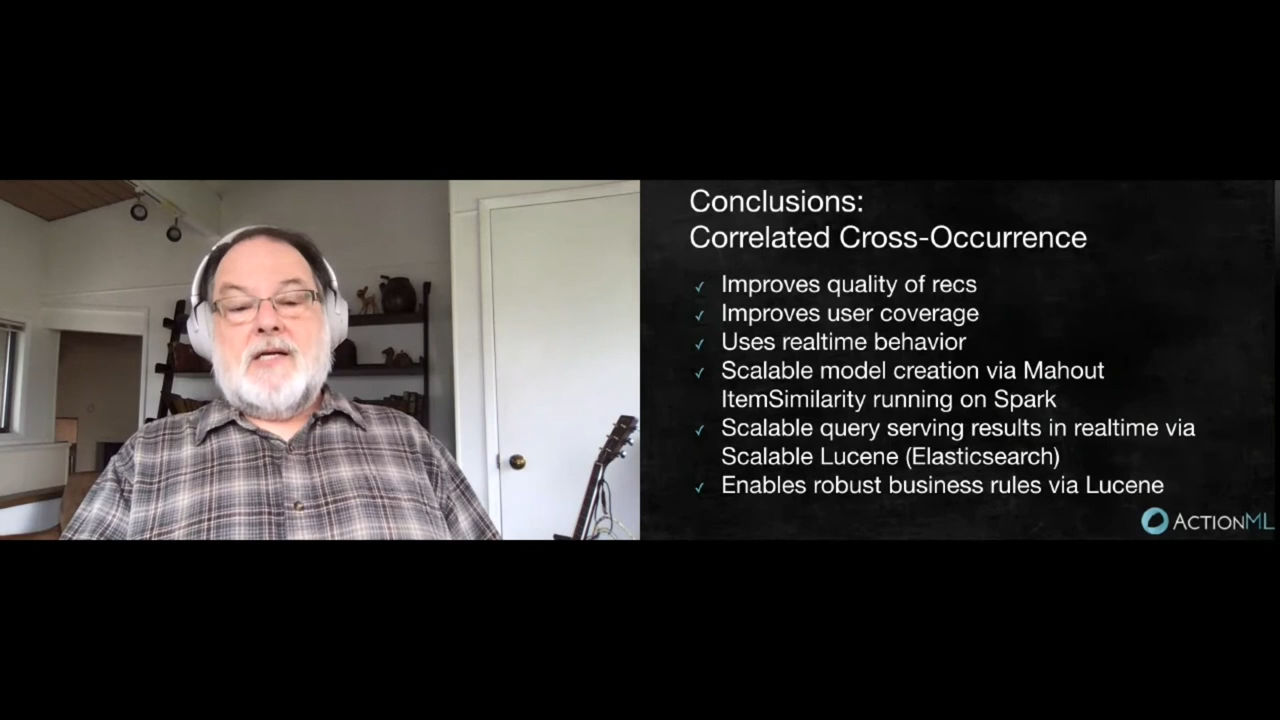 Conclusions:
Correlated Cross-Occurrence
✓ Improves quality of recs
✓ Improves user coverage
✓ Uses realtime behavior
✓ Scalable model creation via Mahout
ItemSimilarity running on Spark
✓ Scalable query serving results in realtime via
Scalable Lucene (Elasticsearch)
✓ Enables robust business rules via Lucene
ACTIONML